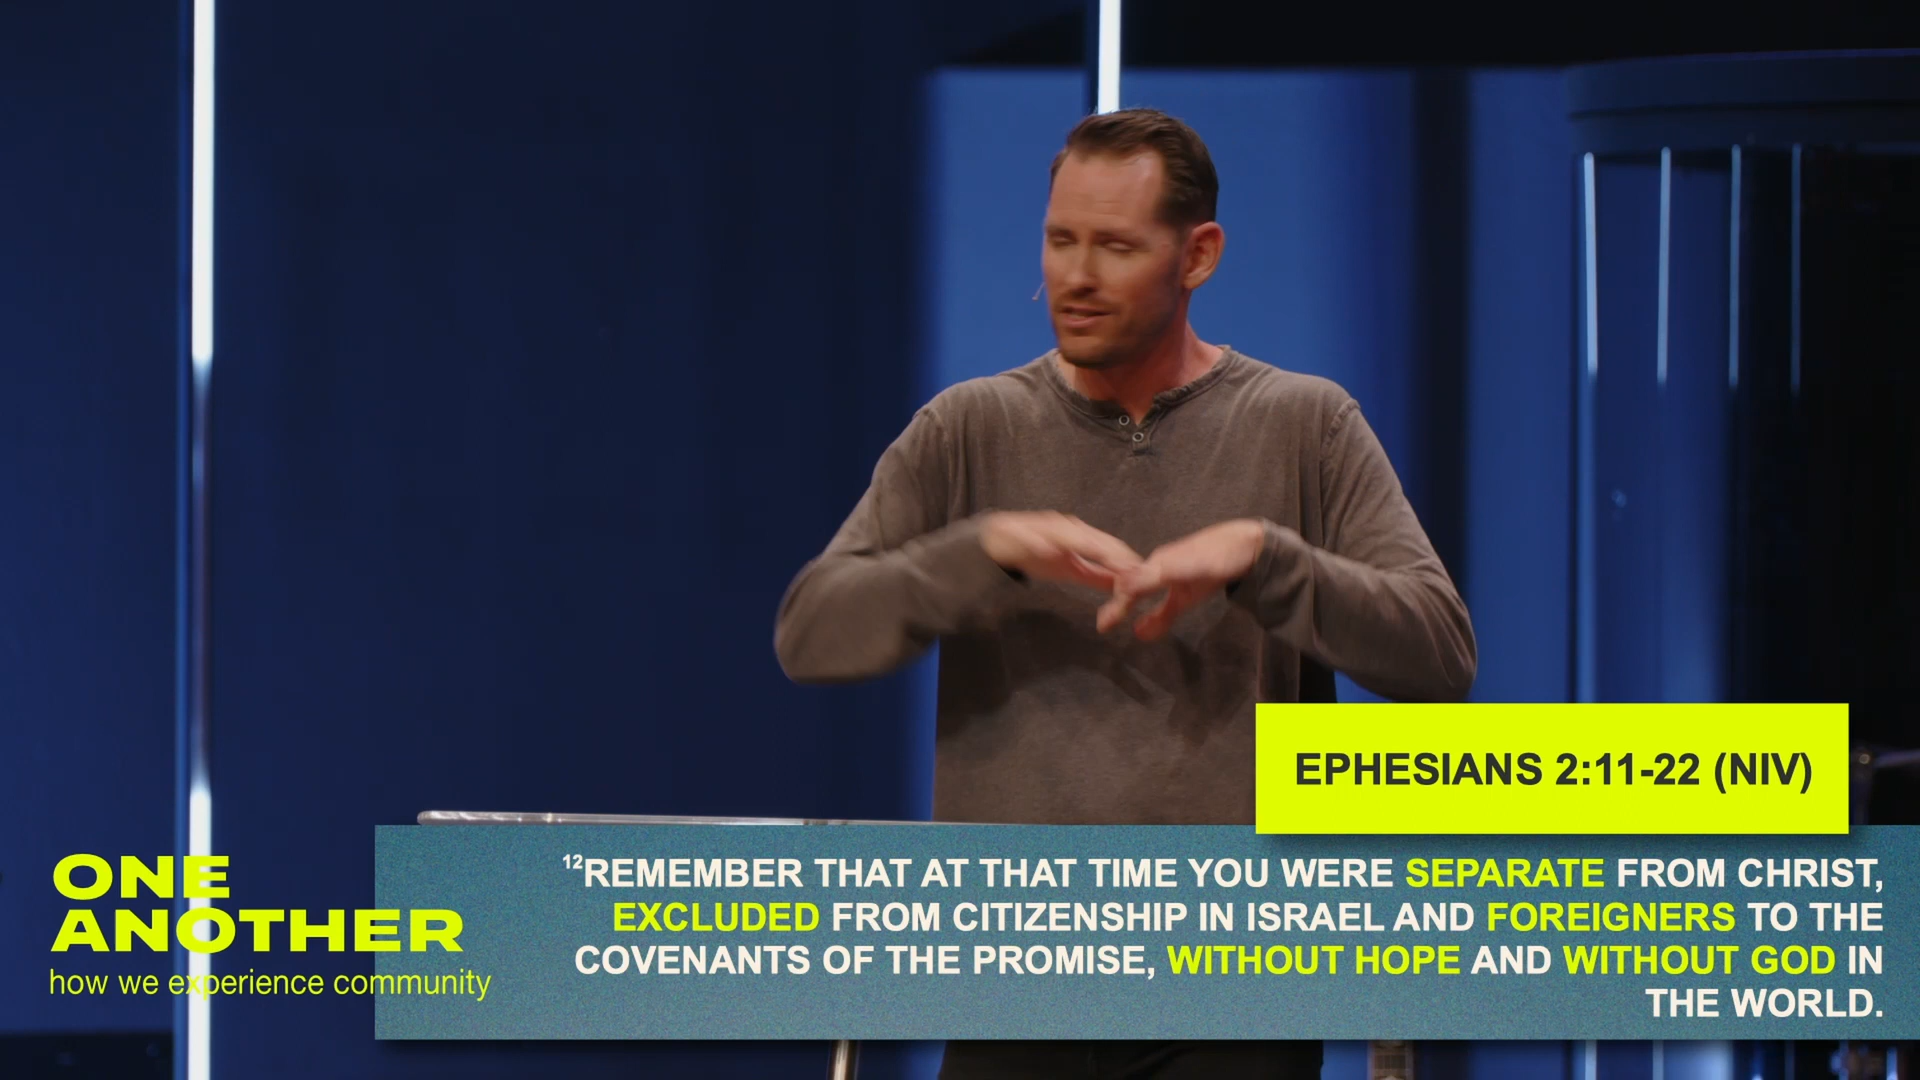 EPHESIANS 2:11-22 (NIV)
¹²REMEMBER THAT AT THAT TIME YOU WERE SEPARATE FROM CHRIST,
EXCLUDED FROM CITIZENSHIP IN ISRAEL AND FOREIGNERS TO THE
COVENANTS OF THE PROMISE, WITHOUT HOPE AND WITHOUT GOD IN
THE WORLD.
ONE
ANOTHER
how we experience community